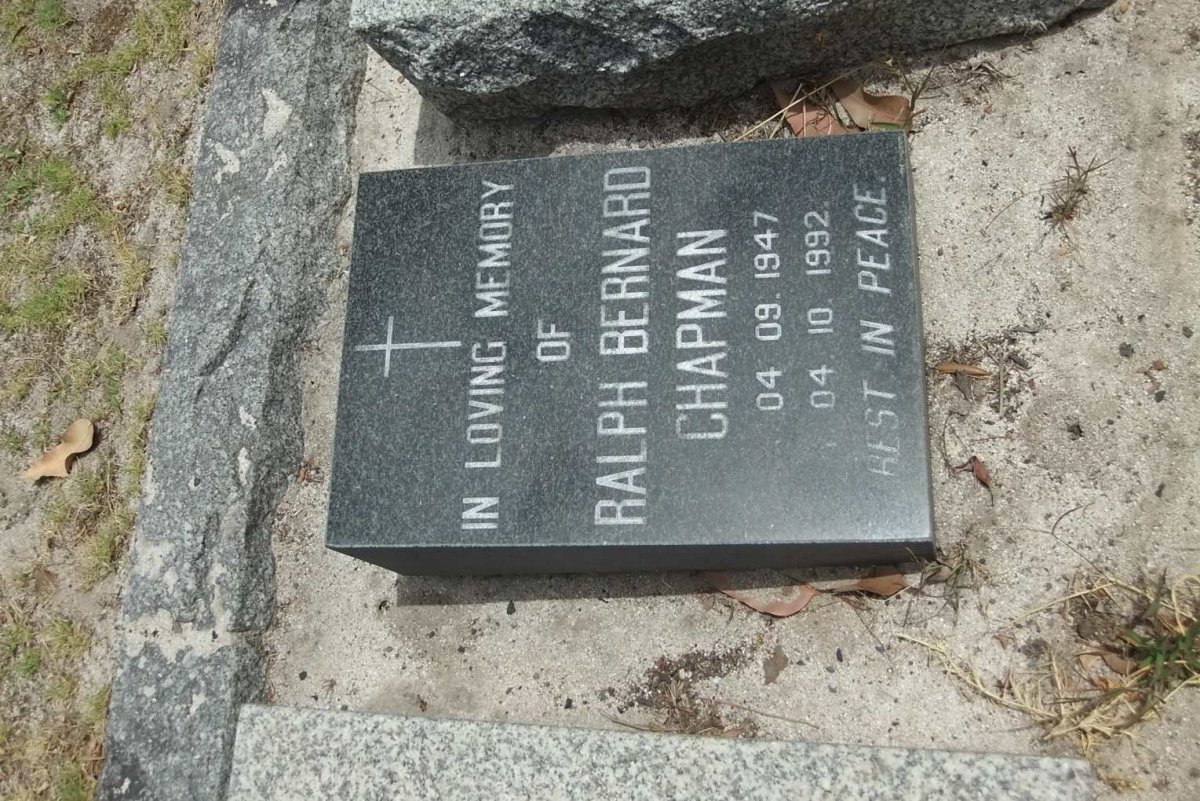 IN LOVING MEMORY
OF
RALPH BERNARD
CHAPMAN
04 09. 1947
04 10. 1992.
REST IN PEACE.